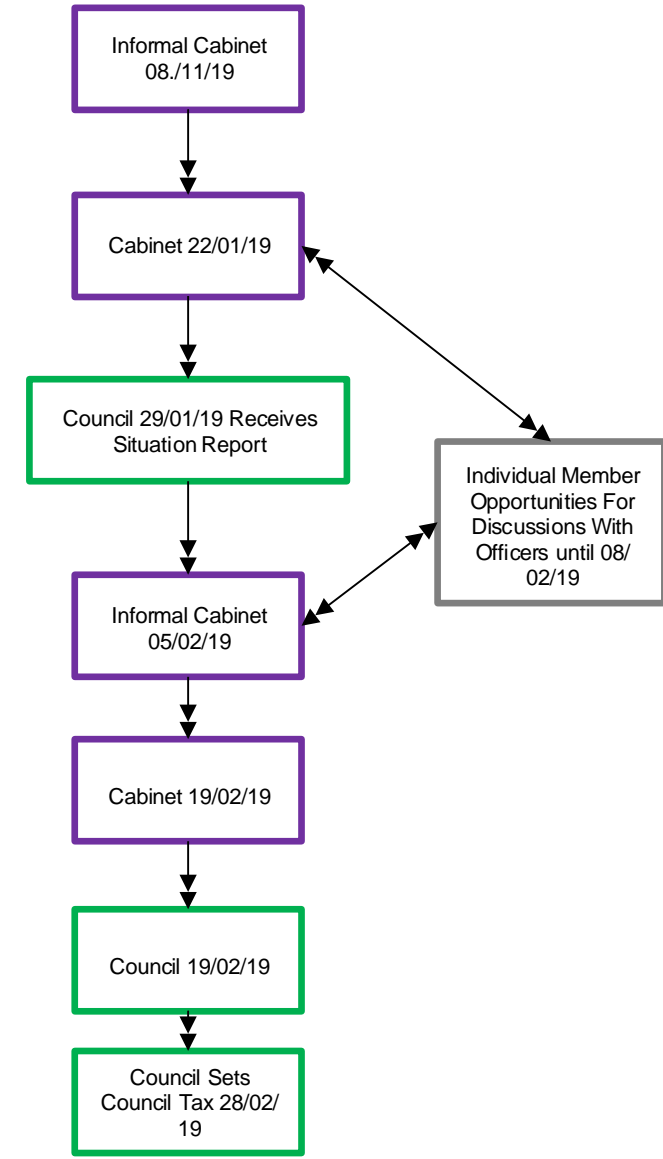 Informal Cabinet
08./11/19
Cabinet 22/01/19
Council 29/01/19 Receives
Situation Report
Individual Member
Opportunities For
Discussions With
Officers until 08/
02/19
Informal Cabinet
05/02/19
Cabinet 19/02/19
Council 19/02/19
Council Sets
Council Tax 28/02/
19